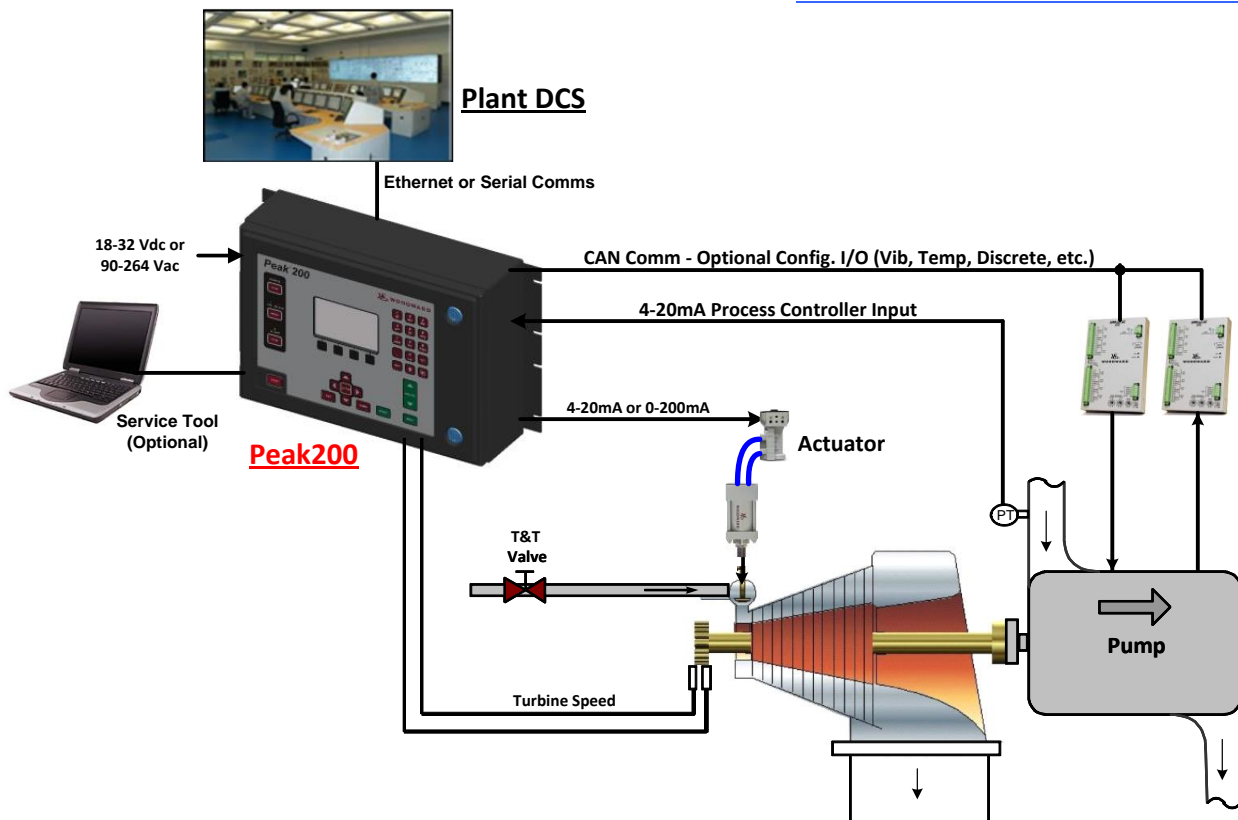 Plant DCS
Ethernet or Serial Comms
18-32 Vdc or
90-264 Vac
Peak 200
WOODWARD
CAN Comm - Optional Config. I/O (Vib, Temp, Discrete, etc.)
4-20mA Process Controller Input
Service Tool
(Optional)
Peak200
4-20mA or 0-200mA
Actuator
PT
T&T
Valve
Pump
Turbine Speed